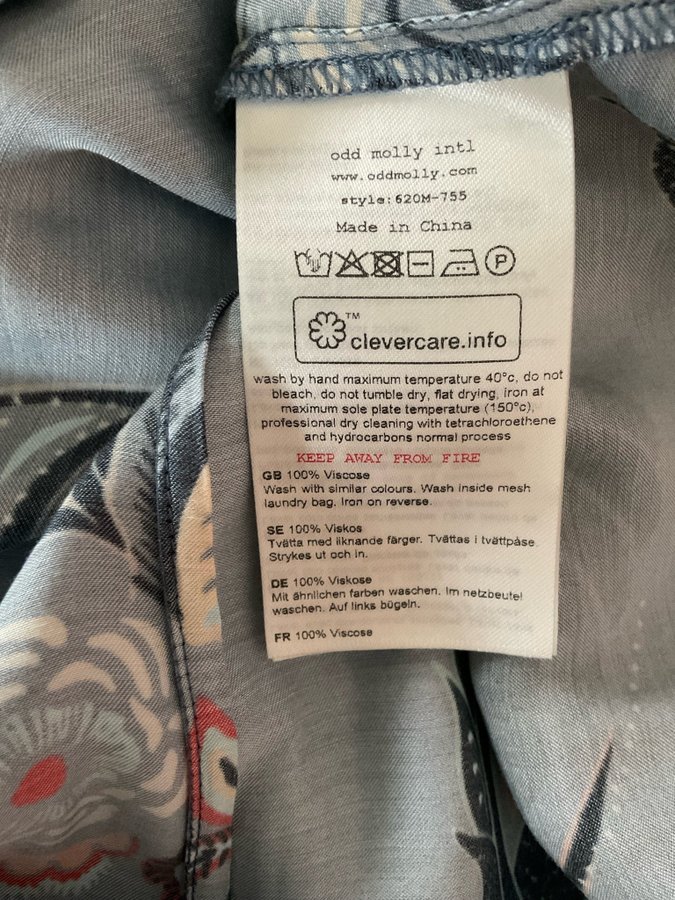 odd molly intl
www.oddmolly.com
style:620M-755
Made in China
P
TM
clevercare.info
wash by hand maximum temperature 40°c, do not
bleach, do not tumble dry, flat drying, iron at
maximum sole plate temperature (150°c),
professional dry cleaning with tetrachloroethene
and hydrocarbons normal process
KEEP AWAY FROM FIRE
GB 100% Viscose
Wash with similar colours. Wash inside mesh
laundry bag. Iron on reverse.
SE 100% Viskos
Tvätta med liknande färger. Tvättas i tvättpåse.
Strykes ut och in.
DE 100% Viskose
Mit ähnlichen farben waschen. Im netzbeutel
waschen. Auf links bügeln.
FR 100% Viscose